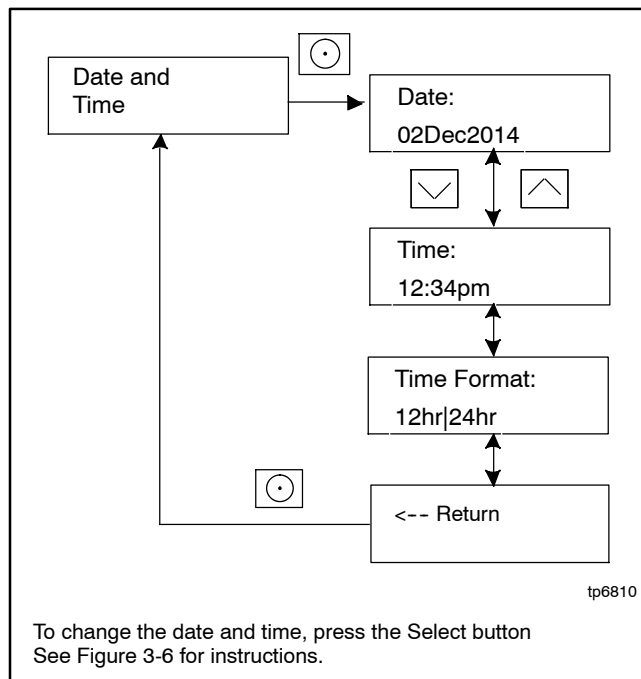 Date and
Time
Date:
02Dec2014
Time:
12:34pm
Time Format:
12hr|24hr
<-- Return
tp6810
To change the date and time, press the Select button
See Figure 3-6 for instructions.